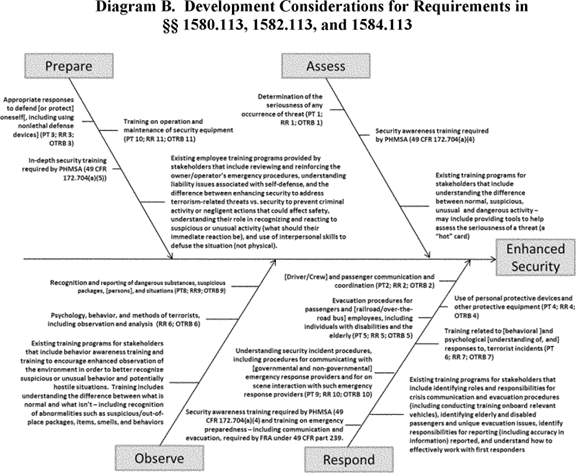 Diagram B. Development Considerations for Requirements in
§§ 1580.113, 1582.113, and 1584.113
Prepare
Appropriate responses
to defend [or protect]
oneself[, including using
nonlethal defense
devices] (PT 3; RR 3;
OTRB 3)
Training on operation and
maintenance of security equipment
(PT 10; RR 11; OTRB 11)
In-depth security training
required by PHMSA (49 CFR
172.704(a)(5))
Existing employee training programs provided by
stakeholders that include reviewing and reinforcing the
owner/operator's emergency procedures, understanding
liability issues associated with self-defense, and the
difference between enhancing security to address
terrorism-related threats vs. security to prevent criminal
activity or negligent actions that could affect safety,
understanding their role in recognizing and reacting to
suspicious or unusual activity (what should their
immediate reaction be), and use of interpersonal skills to
defuse the situation (not physical).
Assess
Determination of the
seriousness of any
occurrence of threat (PT 1;
RR 1; OTRB 1)
Security awareness training required
by PHMSA (49 CFR 172.704(a)(4)
Existing training programs for
stakeholders that include
understanding the difference
between normal, suspicious,
unusual and dangerous activity –
may include providing tools to help
assess the seriousness of a threat (a
"hot" card)
Enhanced
Security
Recognition and reporting of dangerous substances, suspicious
packages, [persons], and situations (PT8; RR9; OTRB 9)
Psychology, behavior, and methods of terrorists,
including observation and analysis (RR 6; OTRB 6)
Existing training programs for stakeholders
that include behavior awareness training and
training to encourage enhanced observation of
the environment in order to better recognize
suspicious or unusual behavior and potentially
hostile situations. Training includes
understanding the difference between what is
normal and what isn't – including recognition
of abnormalities such as suspicious/out-of-
place packages, items, smells, and behaviors
Observe
[Driver/Crew] and passenger communication and
coordination (PT2; RR 2; OTRB 2)
Evacuation procedures for
passengers and [railroad/over-the-
road bus] employees, including
individuals with disabilities and the
elderly (PT 5; RR 5; OTRB 5)
Understanding security incident procedures,
including procedures for communicating with
[governmental and non-governmental]
emergency response providers and for on
scene interaction with such emergency
response providers (PT 9; RR 10; OTRB 10)
Security awareness training required by PHMSA (49
CFR 172.704(a)(4) and training on emergency
preparedness – including communication and
evacuation, required by FRA under 49 CFR part 239.
Use of personal protective devices and
other protective equipment (PT 4; RR 4;
OTRB 4)
Training related to [behavioral ]and
psychological [understanding of, and]
responses to, terrorist incidents (PT
6; RR 7; OTRB 7)
Existing training programs for stakeholders that
include identifying roles and responsibilities for
crisis communication and evacuation procedures
(including conducting training onboard relevant
vehicles), identifying elderly and disabled
passengers and unique evacuation issues, identify
responsibilities for reporting (including accuracy in
information) reported, and understand how to
effectively work with first responders
Respond